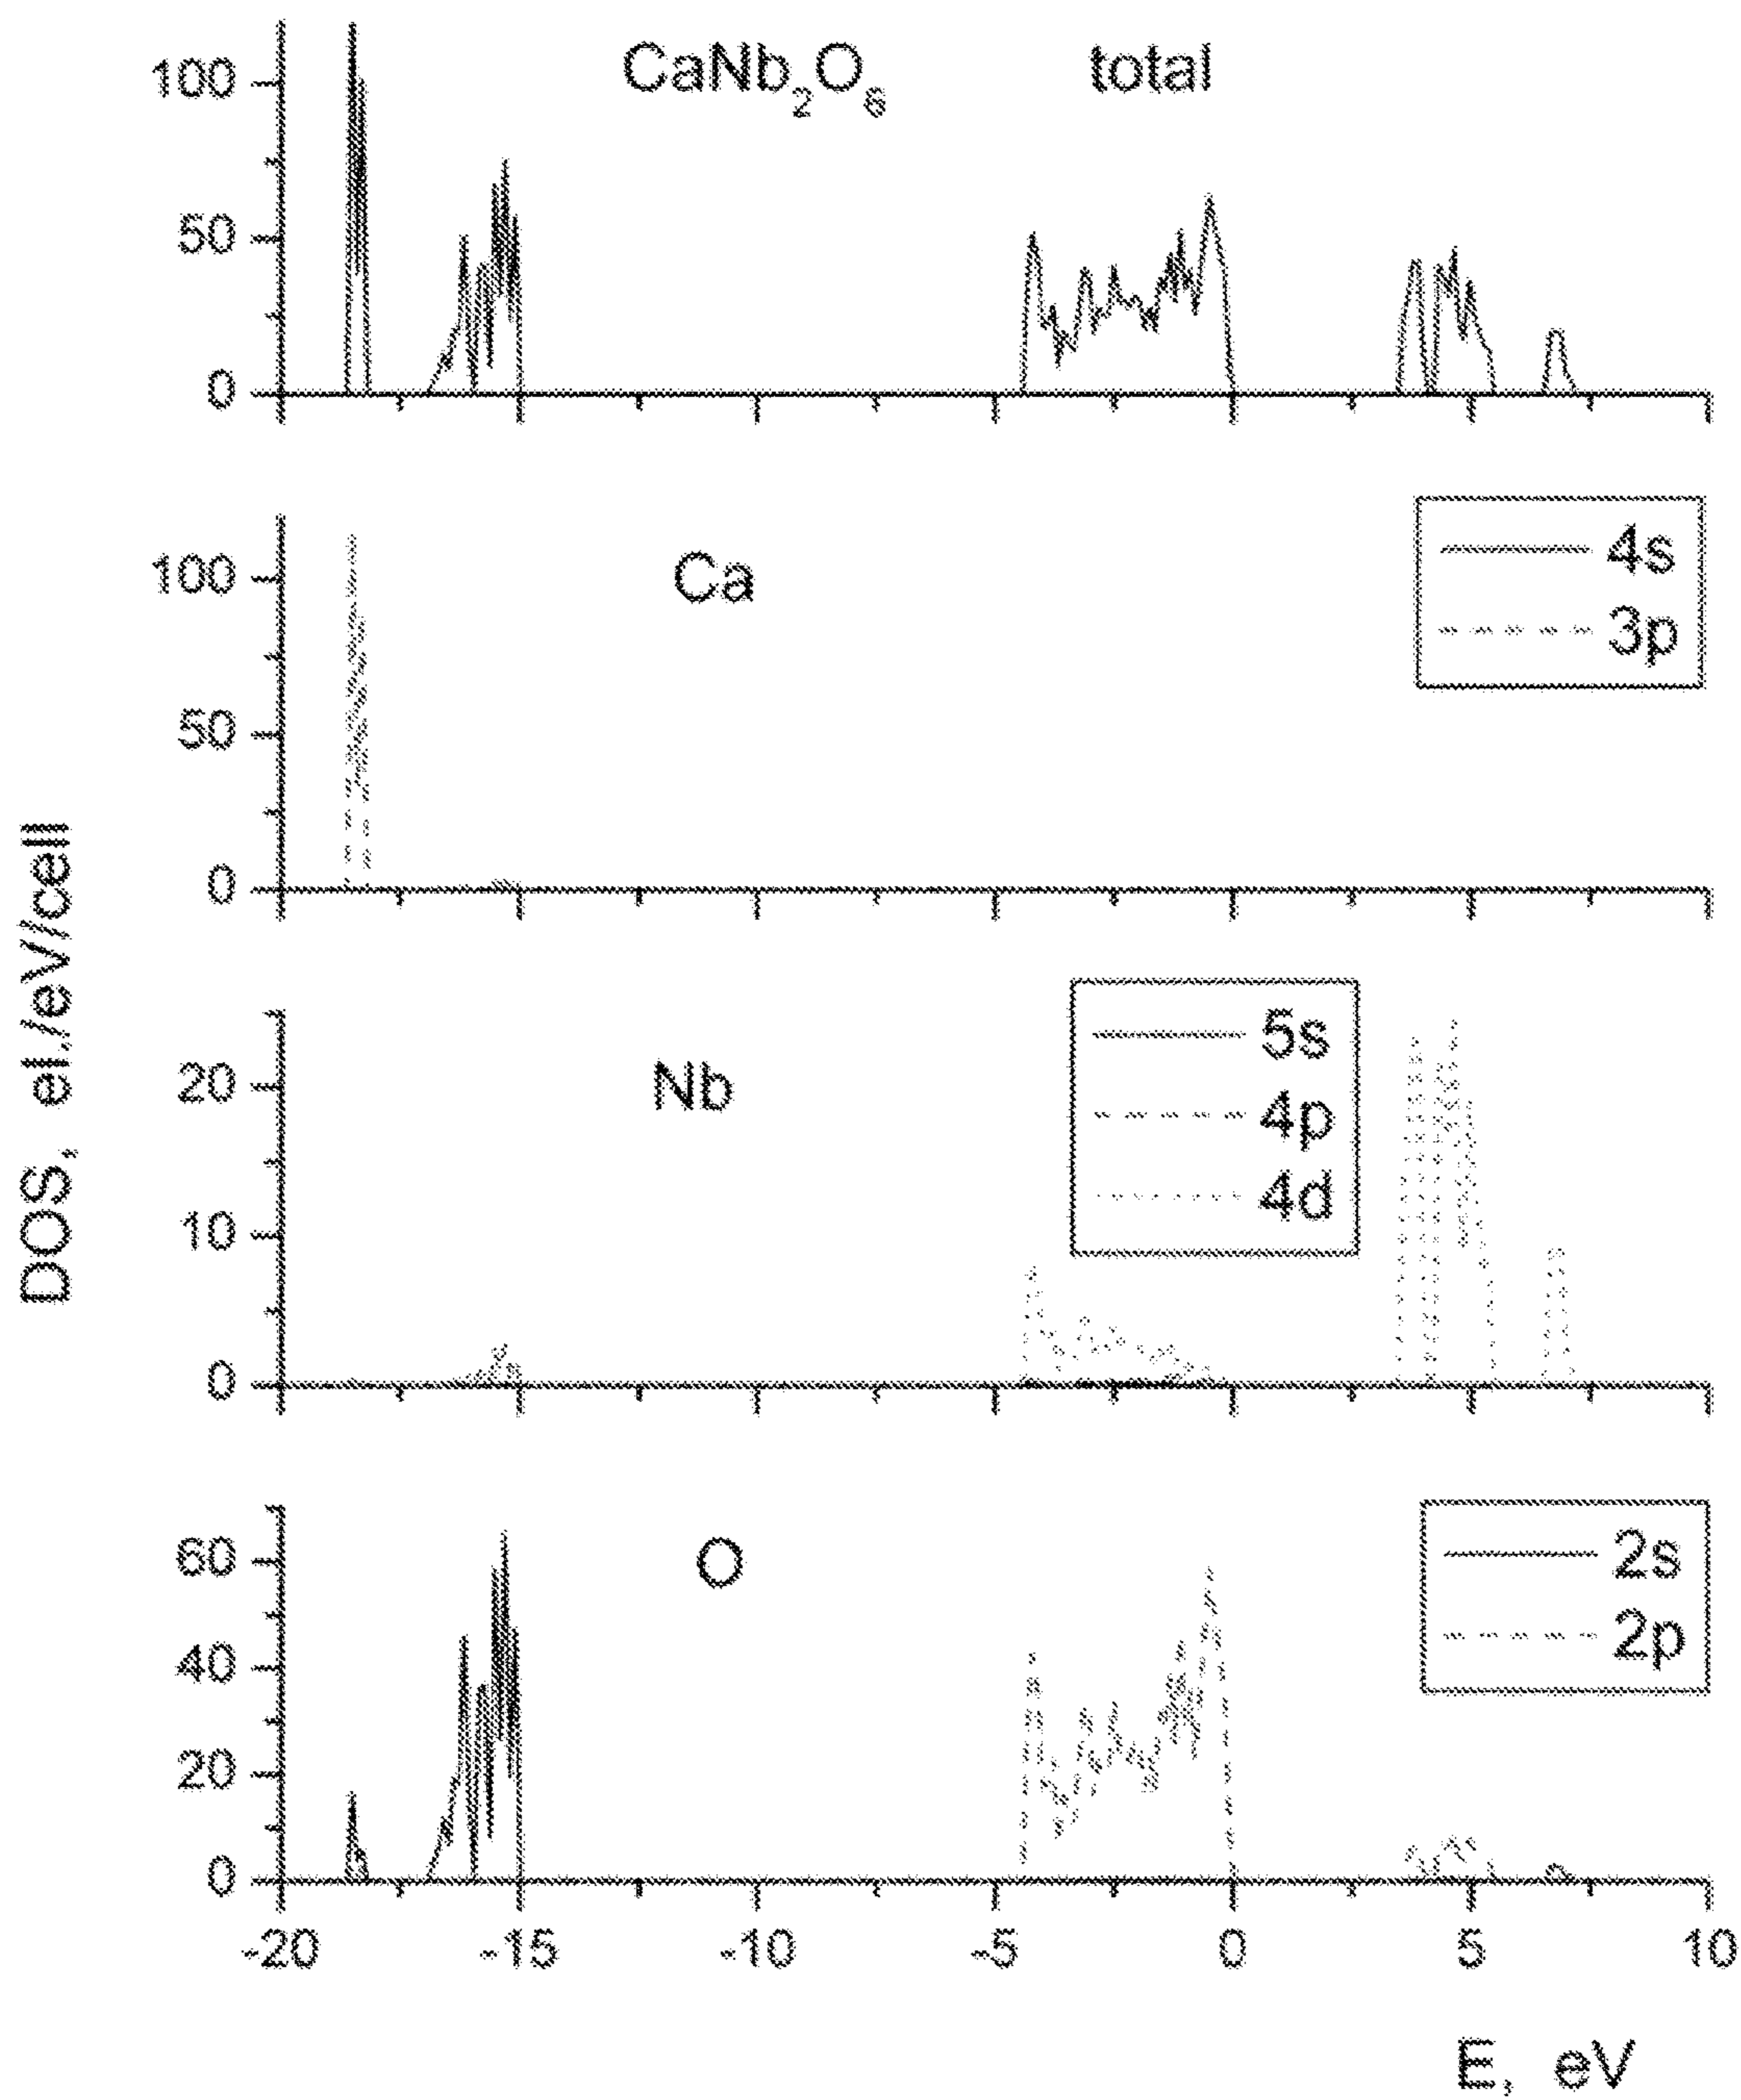 CaNb₂O₆ total
100
50
0
Ca
4s
3p
100
50
0
DOS, el./eV/cell
Nb
5s
4p
4d
20
10
0
O
2s
2p
60
40
20
0
-20 -15 -10 -5 0 5 10
E, eV